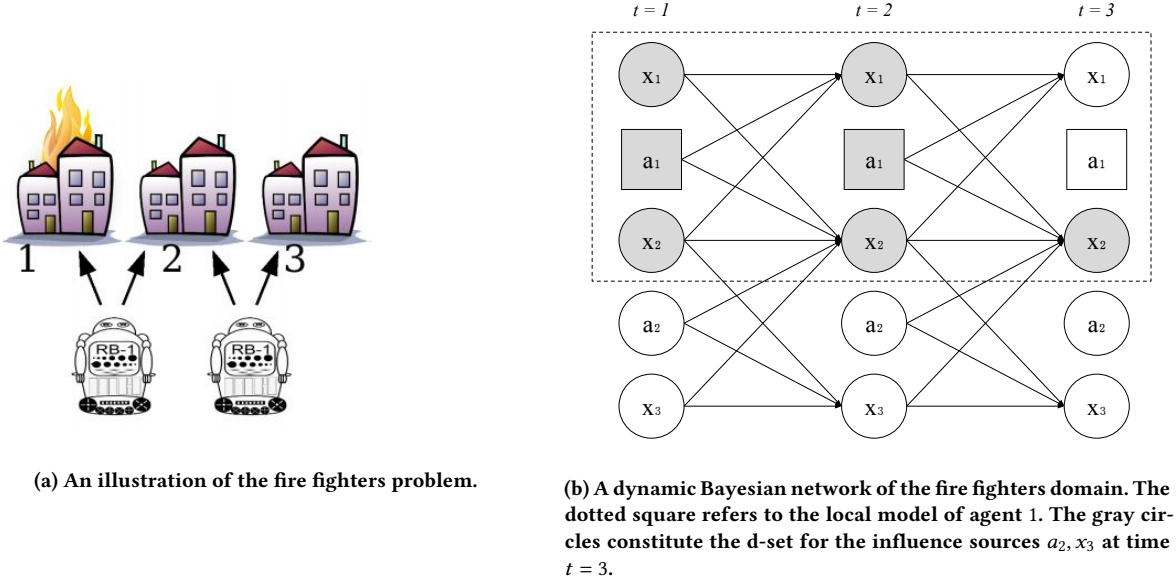 1
2
3
RB-1
RB-1
(a) An illustration of the fire fighters problem.
t = 1
t = 2
t = 3
x1
x1
x1
a1
a1
a1
x2
x2
x2
a2
a2
a2
x3
x3
x3
(b) A dynamic Bayesian network of the fire fighters domain. The
dotted square refers to the local model of agent 1. The gray cir-
cles constitute the d-set for the influence sources a2, x3 at time
t = 3.